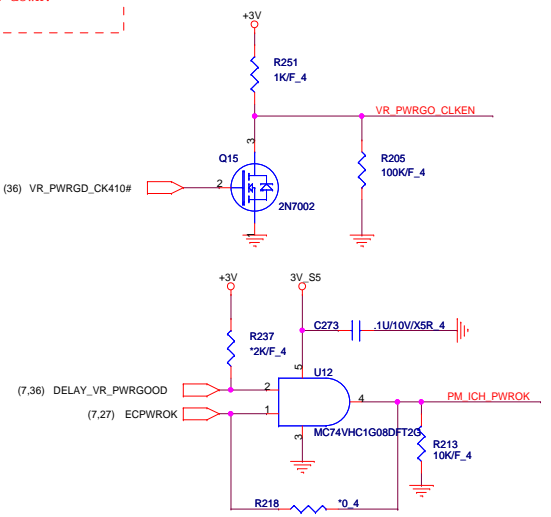 +3V
R251
1K/F_4
VR_PWRGO_CLKEN
3
Q15
R205
100K/F_4
(36) VR_PWRGD_CK410#
2
2N7002
1
+3V
3V_S5
C273
.1U/10V/X5R_4
R237
*2K/F_4
5
U12
(7,36) DELAY_VR_PWRGOOD
2
4
PM_ICH_PWROK
(7,27) ECPWROK
1
3
MC74VHC1G08DFT2G
R213
10K/F_4
R218
*0_4